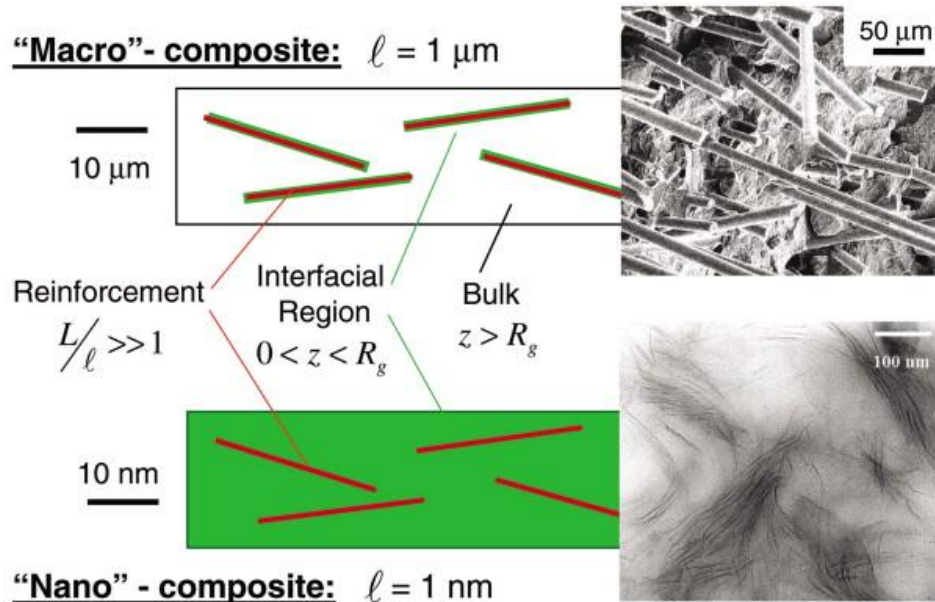 “Macro”- composite: ℓ = 1 μm
50 μm
10 μm
Reinforcement
L/ℓ >> 1
Interfacial
Region
0 < z < R_g
Bulk
z > R_g
100 nm
10 nm
“Nano” - composite: ℓ = 1 nm